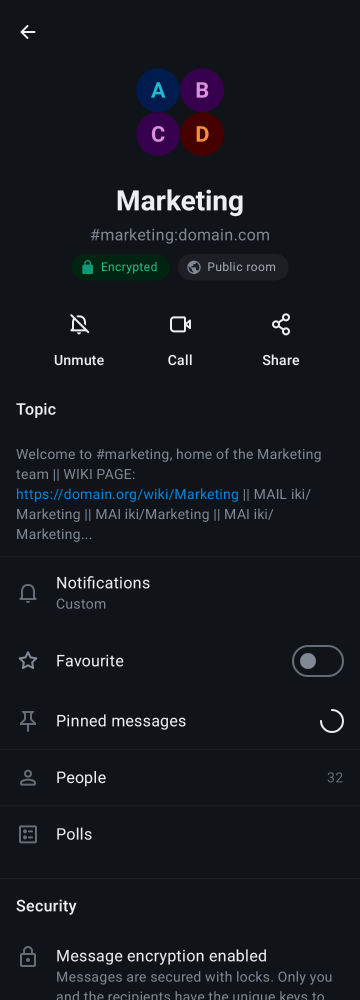 A B
C D
Marketing
#marketing:domain.com
Encrypted Public room
Unmute Call Share
Topic
Welcome to #marketing, home of the Marketing
team || WIKI PAGE:
https://domain.org/wiki/Marketing || MAIL iki/
Marketing || MAI iki/Marketing || MAI iki/
Marketing...
Notifications
Custom
Favourite
Pinned messages
People 32
Polls
Security
Message encryption enabled
Messages are secured with locks. Only you
and the recipients have the unique keys to